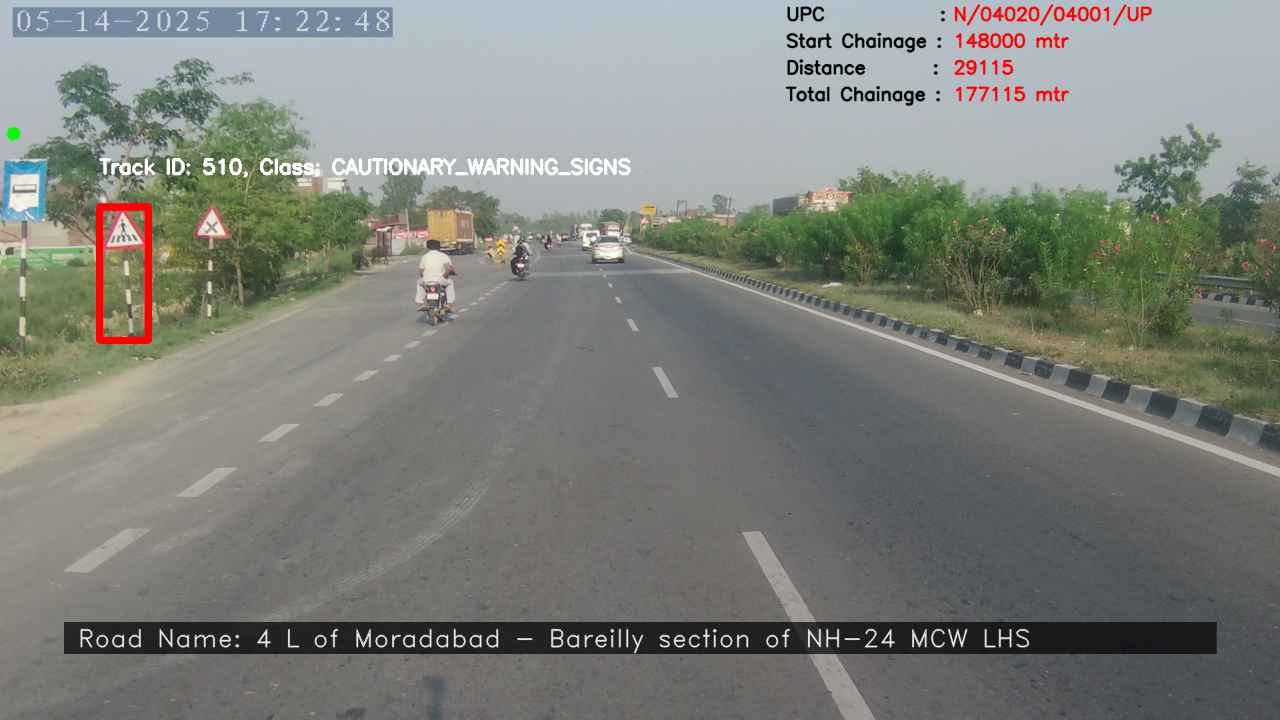 05-14-2025 17:22:48
UPC : N/04020/04001/UP
Start Chainage : 148000 mtr
Distance : 29115
Total Chainage : 177115 mtr
Track ID: 510, Class: CAUTIONARY_WARNING_SIGNS
Road Name: 4 L of Moradabad - Bareilly section of NH-24 MCW LHS